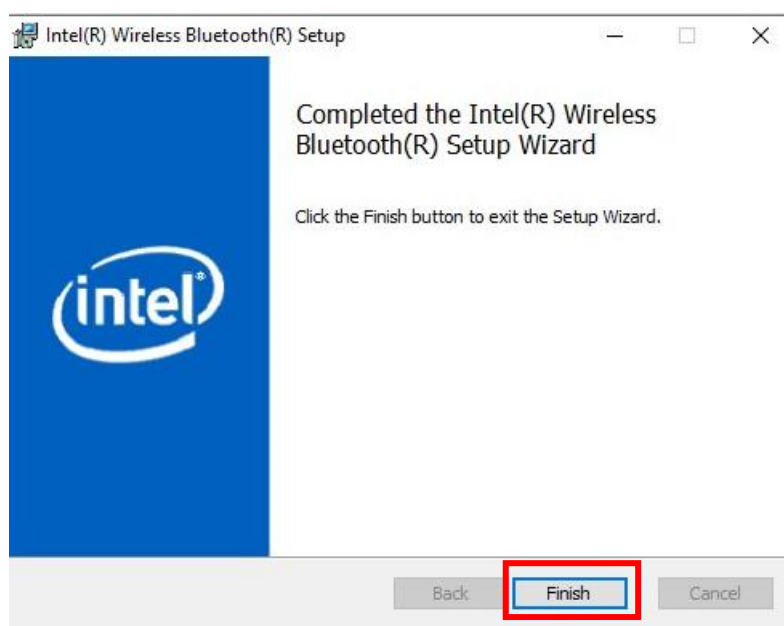 Intel(R) Wireless Bluetooth(R) Setup
Completed the Intel(R) Wireless
Bluetooth(R) Setup Wizard
Click the Finish button to exit the Setup Wizard.
intel®
Back
Finish
Cancel